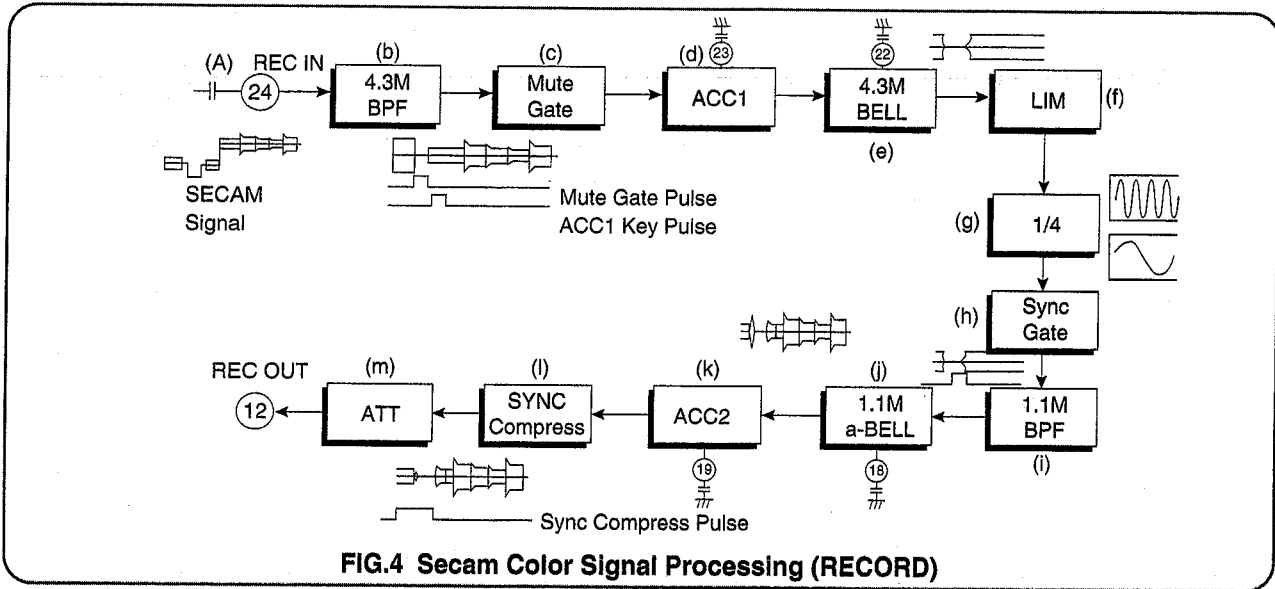 (A)
REC IN
24
(b)
4.3M
BPF
(c)
Mute
Gate
(d)
23
ACC1
22
4.3M
BELL
(e)
LIM
(f)
SECAM
Signal
Mute Gate Pulse
ACC1 Key Pulse
(g)
1/4
(h)
Sync
Gate
REC OUT
12
(m)
ATT
(l)
SYNC
Compress
(k)
ACC2
19
(j)
1.1M
a-BELL
18
1.1M
BPF
(i)
Sync Compress Pulse
FIG.4 Secam Color Signal Processing (RECORD)